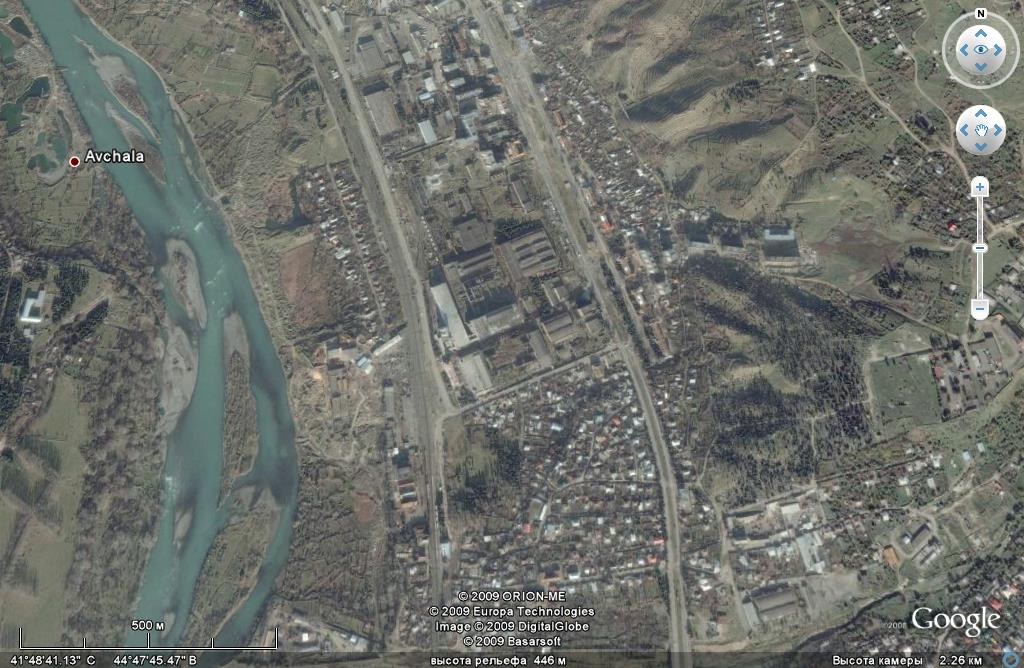 N
Avchala
500 м
© 2009 ORION-ME
© 2009 Europa Technologies
Image © 2009 DigitalGlobe
© 2009 Basarsoft
©2008 Google
41°48'41.13" С 44°47'45.47" В высота рельефа 446 м Высота камеры 2.26 км